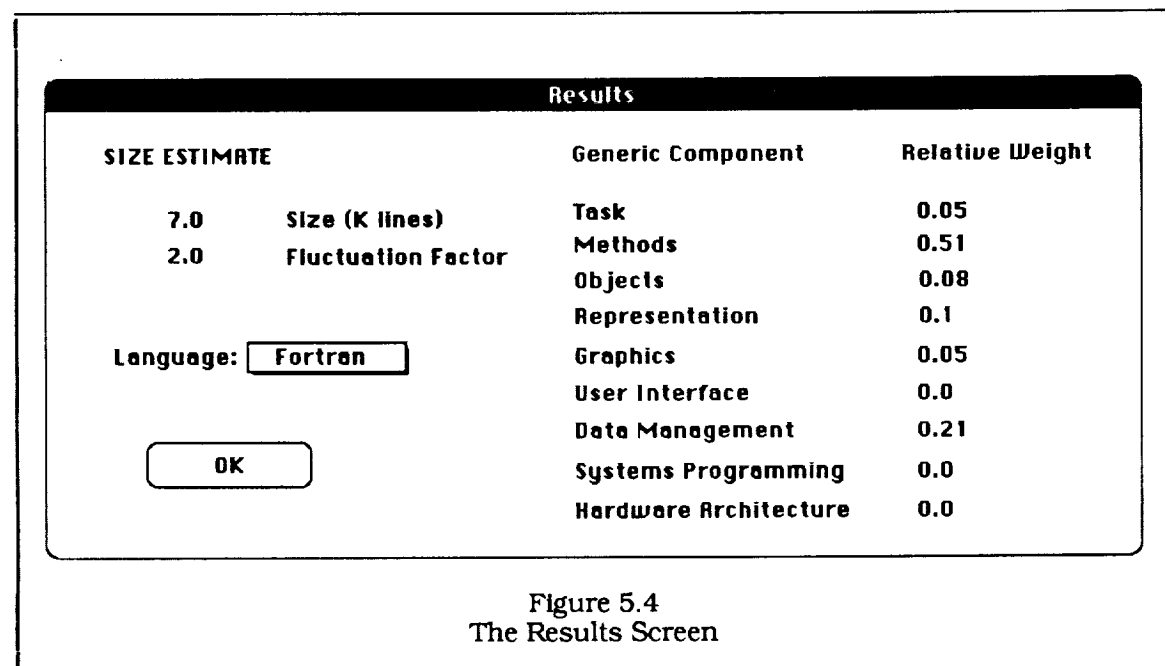 Results
SIZE ESTIMATE
7.0 Size (K lines)
2.0 Fluctuation Factor
Language: Fortran
OK
Generic Component Relative Weight
Task 0.05
Methods 0.51
Objects 0.08
Representation 0.1
Graphics 0.05
User Interface 0.0
Data Management 0.21
Systems Programming 0.0
Hardware Architecture 0.0
Figure 5.4
The Results Screen